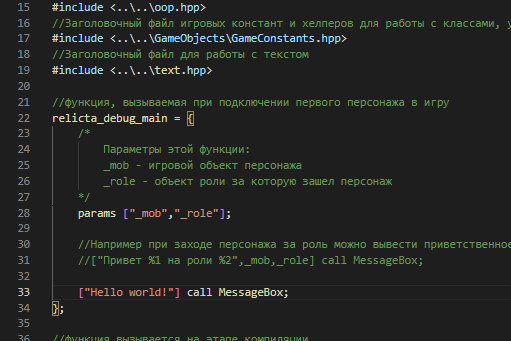 15 #include <..\..\oop.hpp>
16 //Заголовочный файл игровых констант и хелперов для работы с классами, у
17 #include <..\..\GameObjects\GameConstants.hpp>
18 //Заголовочный файл для работы с текстом
19 #include <..\..\text.hpp>
20
21 //функция, вызываемая при подключении первого персонажа в игру
22 relicta_debug_main = {
23 /*
24 Параметры этой функции:
25 _mob - игровой объект персонажа
26 _role - объект роли за которую зашел персонаж
27 */
28 params ["_mob","_role"];
29
30 //Например при заходе персонажа за роль можно вывести приветственное
31 //["Привет %1 на роли %2",_mob,_role] call MessageBox;
32
33 ["Hello world!"] call MessageBox;
34 };
35
36 //функция вызывается на этапе компиляции